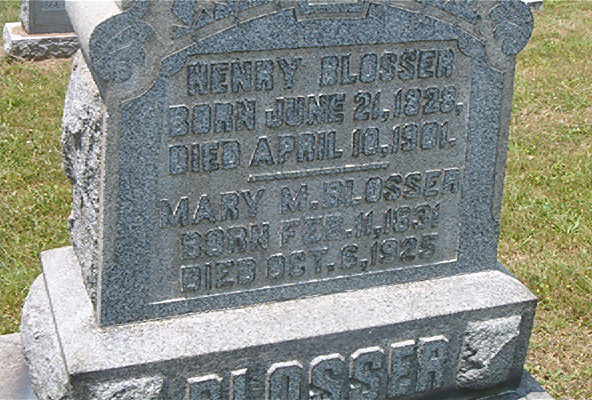 HENRY BLOSSER
BORN JUNE 21, 1828,
DIED APRIL 10, 1901.
MARY M. BLOSSER
BORN FEB. 11, 1831
DIED OCT. 6, 1925
BLOSSER